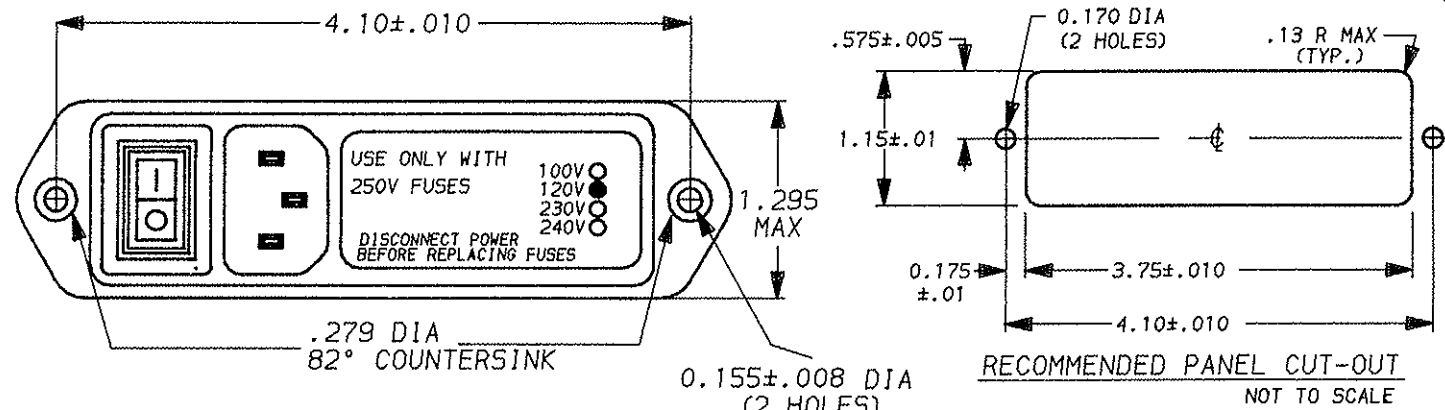 4.10±.010
USE ONLY WITH
250V FUSES
100V
120V
230V
240V
DISCONNECT POWER
BEFORE REPLACING FUSES
1.295
MAX
.279 DIA
82° COUNTERSINK
0.155±.008 DIA
(2 HOLES)
0.170 DIA
(2 HOLES)
.575±.005
.13 R MAX
(TYP.)
1.15±.01
℄
0.175
±.01
3.75±.010
4.10±.010
RECOMMENDED PANEL CUT-OUT
NOT TO SCALE